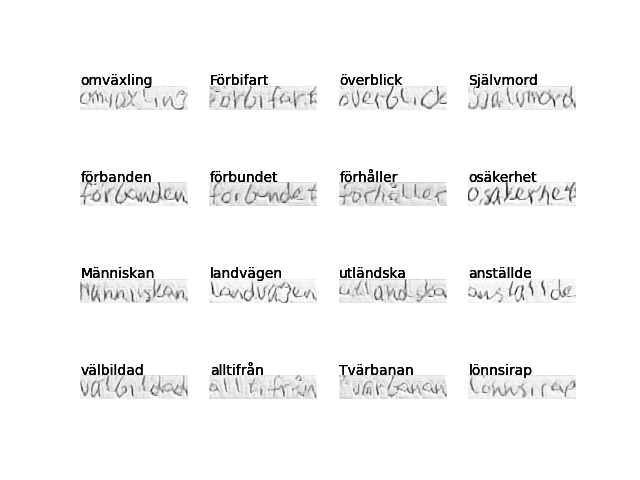 omväxling Förbifart överblick Självmord
omväxling Förbifart överblick Självmord
förbanden förbundet förhåller osäkerhet
förbanden förbundet förhåller osäkerhet
Människan landvägen utländska anställde
Människan landvägen utländska anställde
välbildad alltifrån Tvärbanan lönnsirap
välbildad alltifrån Tvärbanan lönnsirap